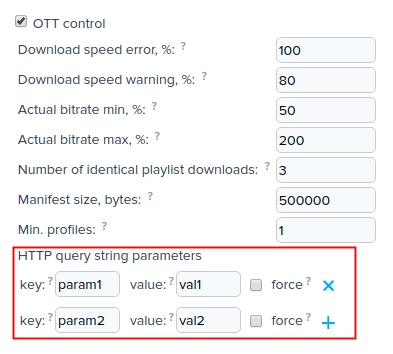 OTT control
Download speed error, %: ? 100
Download speed warning, %: ? 80
Actual bitrate min, %: ? 50
Actual bitrate max, %: ? 200
Number of identical playlist downloads: ? 3
Manifest size, bytes: ? 500000
Min. profiles: ? 1
HTTP query string parameters
key: ? param1 value: ? val1 force ?
key: ? param2 value: ? val2 force ?